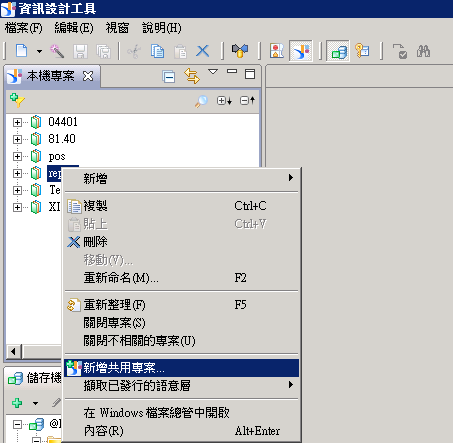 資訊設計工具
檔案(F) 編輯(E) 視窗 說明(H)
本機專案
04401
81.40
pos
新增
複製 Ctrl+C
貼上 Ctrl+V
刪除
移動(V)...
重新命名(M)... F2
重新整理(F) F5
關閉專案(S)
關閉不相關的專案(U)
新增共用專案...
擷取已發行的語意層
在 Windows 檔案總管中開啟
內容(R) Alt+Enter
rep
Te
XI
儲存機